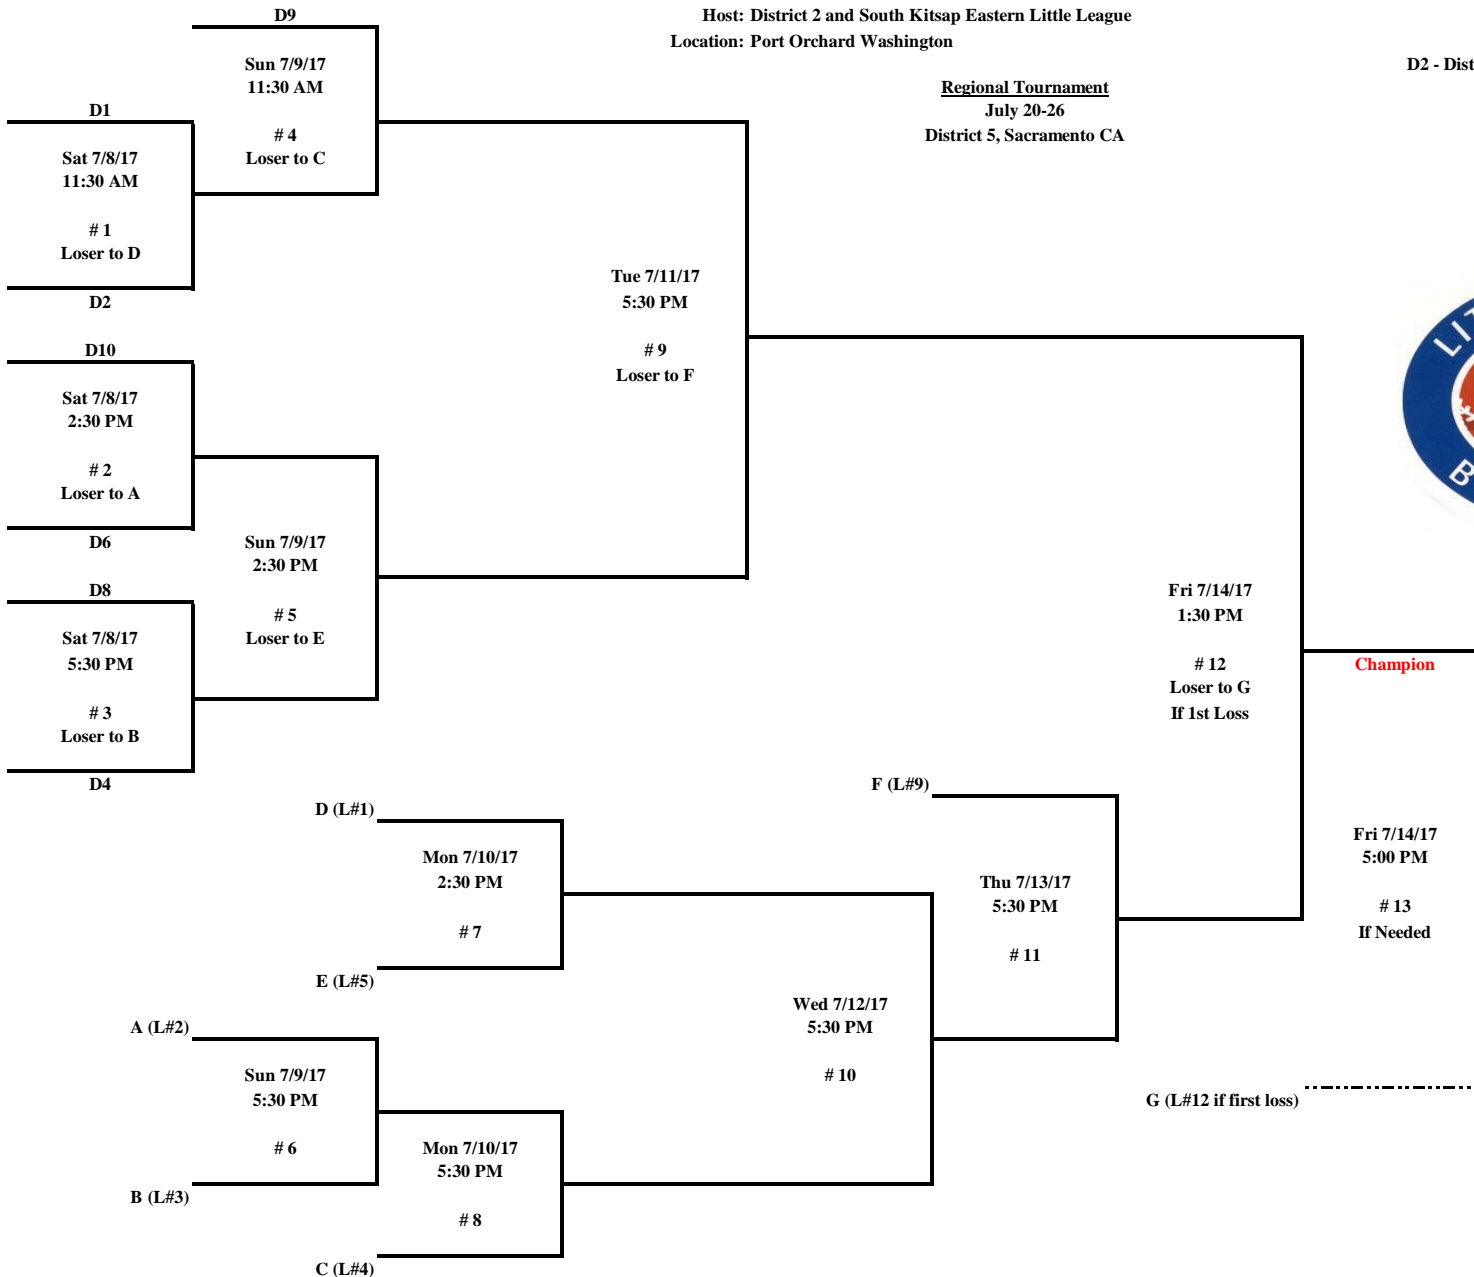 D9
Host: District 2 and South Kitsap Eastern Little League
Location: Port Orchard Washington
D2 - Dist
Regional Tournament
July 20-26
District 5, Sacramento CA
Sun 7/9/17
11:30 AM
# 4
Loser to C
D1
Sat 7/8/17
11:30 AM
# 1
Loser to D
D2
Tue 7/11/17
5:30 PM
# 9
Loser to F
LIT
B
D10
Sat 7/8/17
2:30 PM
# 2
Loser to A
D6
Sun 7/9/17
2:30 PM
# 5
Loser to E
D8
Sat 7/8/17
5:30 PM
# 3
Loser to B
D4
Fri 7/14/17
1:30 PM
# 12
Loser to G
If 1st Loss
Champion
F (L#9)
D (L#1)
Mon 7/10/17
2:30 PM
# 7
E (L#5)
Thu 7/13/17
5:30 PM
# 11
Fri 7/14/17
5:00 PM
# 13
If Needed
Wed 7/12/17
5:30 PM
# 10
A (L#2)
Sun 7/9/17
5:30 PM
# 6
B (L#3)
G (L#12 if first loss)
Mon 7/10/17
5:30 PM
# 8
C (L#4)